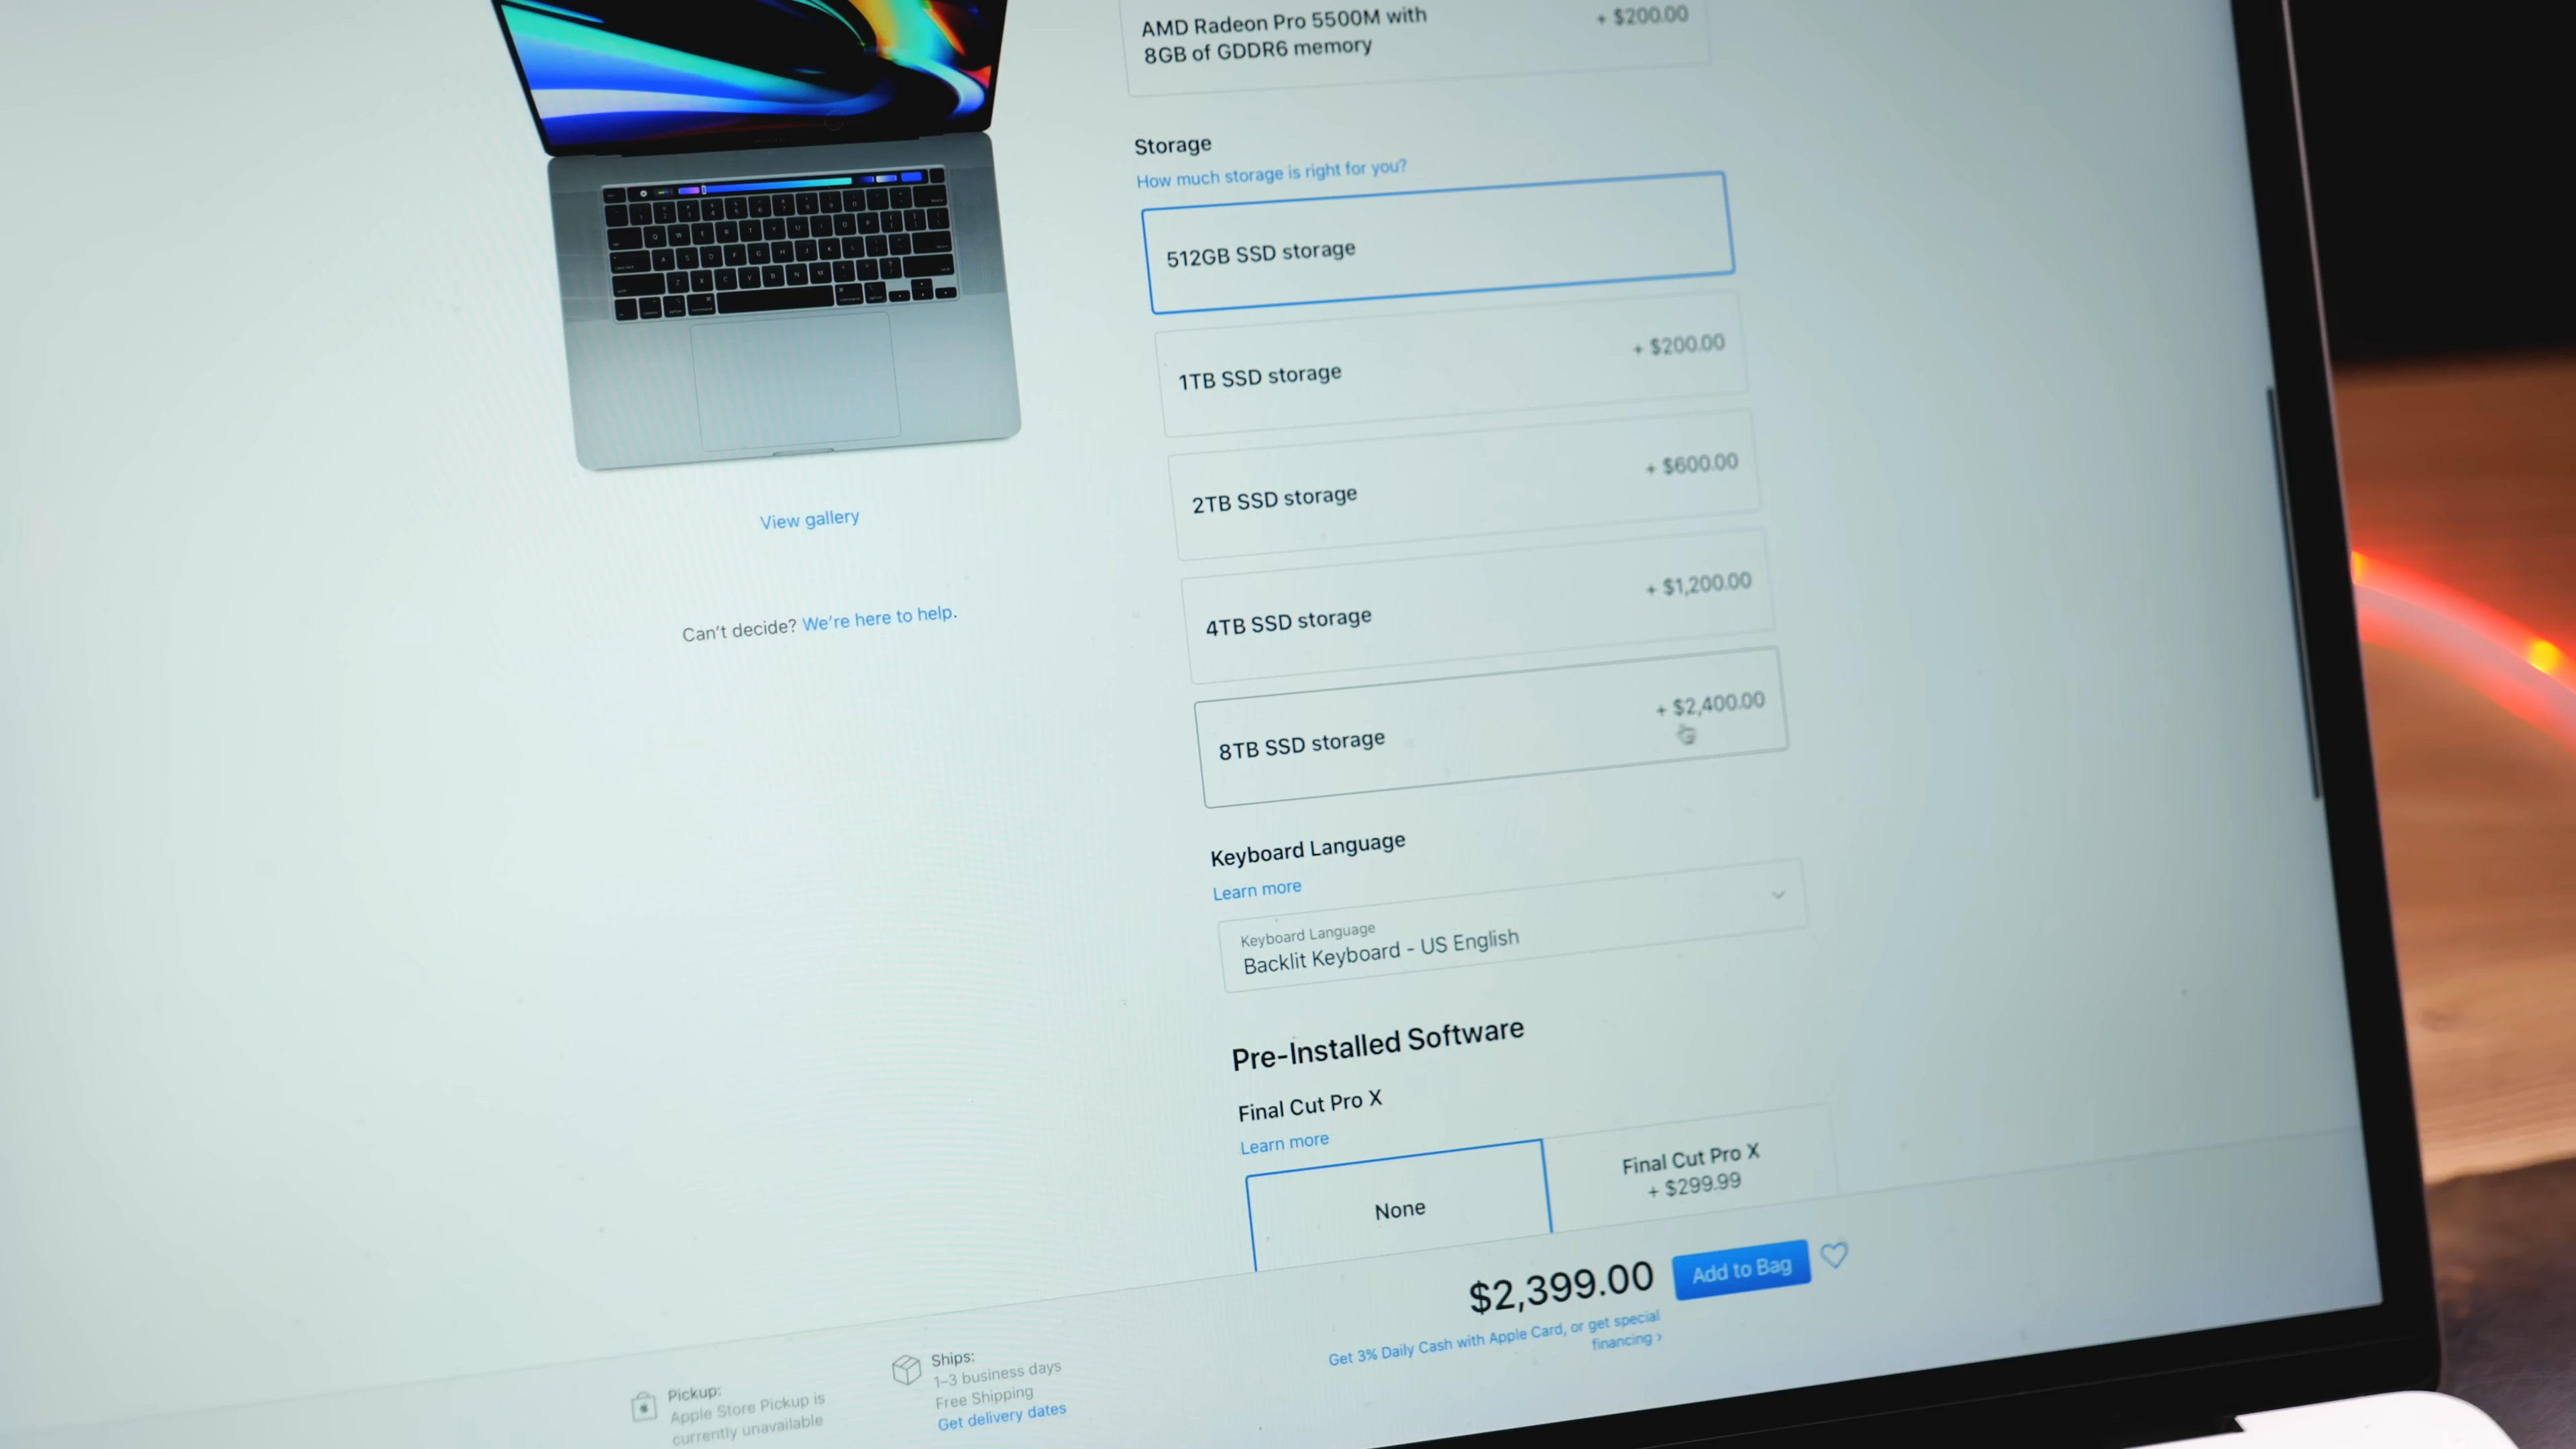 AMD Radeon Pro 5500M with
8GB of GDDR6 memory
+ $200.00
Storage
How much storage is right for you?
512GB SSD storage
1TB SSD storage
+ $200.00
2TB SSD storage
+ $600.00
4TB SSD storage
+ $1,200.00
8TB SSD storage
+ $2,400.00
View gallery
Can't decide? We're here to help.
Keyboard Language
Learn more
Keyboard Language
Backlit Keyboard - US English
Pre-Installed Software
Final Cut Pro X
Learn more
None
Final Cut Pro X
+ $299.99
$2,399.00
Add to Bag
Get 3% Daily Cash with Apple Card, or get special
financing ›
Pickup:
Apple Store Pickup is
currently unavailable
Ships:
1–3 business days
Free Shipping
Get delivery dates